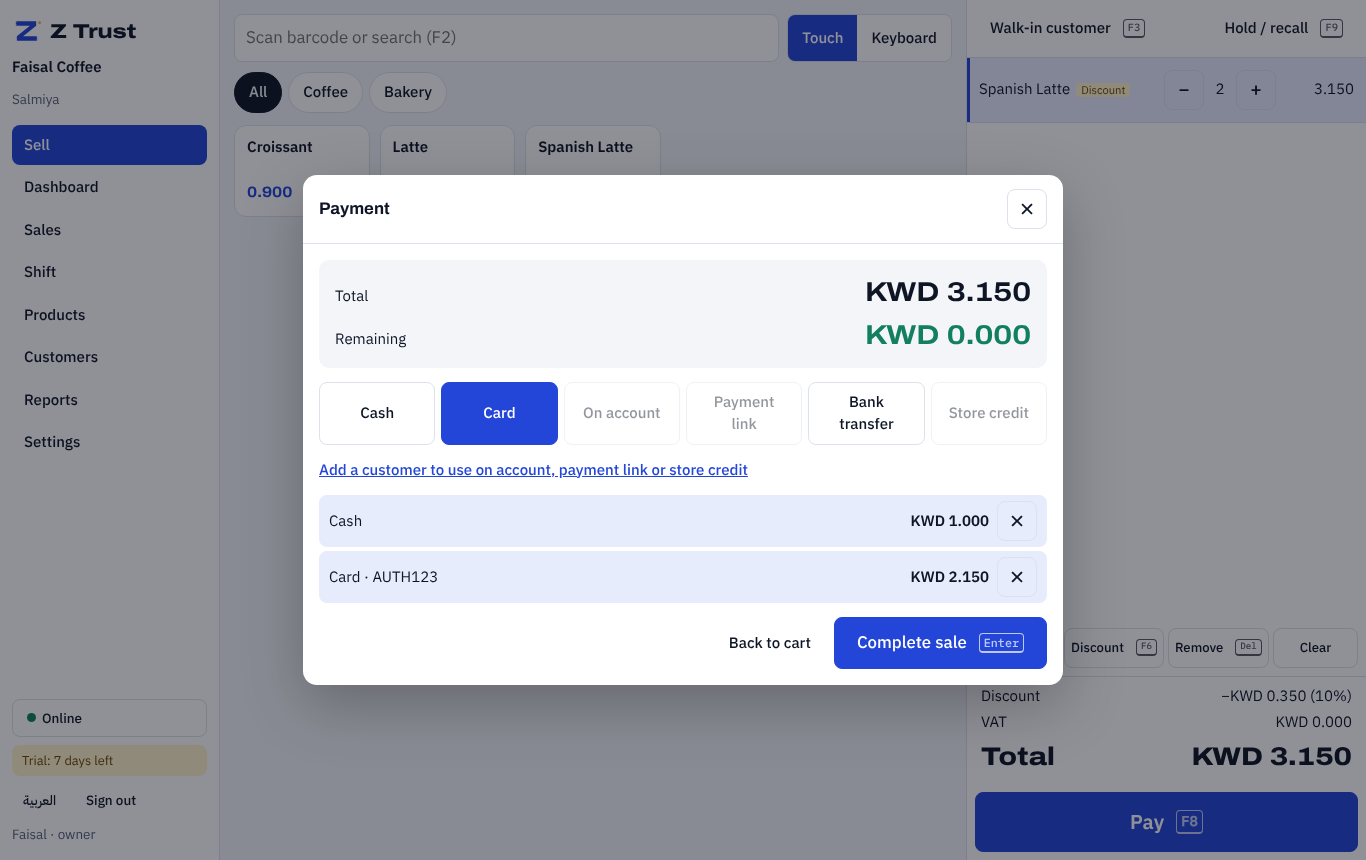 Z Trust
Faisal Coffee
Salmiya
Sell
Dashboard
Sales
Shift
Products
Customers
Reports
Settings
Online
Trial: 7 days left
العربية Sign out
Faisal · owner
Scan barcode or search (F2)
Touch Keyboard
All Coffee Bakery
Croissant Latte Spanish Latte
0.900
Walk-in customer F3 Hold / recall F9
Spanish Latte Discount − 2 + 3.150
Payment ✕
Total KWD 3.150
Remaining KWD 0.000
Cash Card On account Payment link Bank transfer Store credit
Add a customer to use on account, payment link or store credit
Cash KWD 1.000 ✕
Card · AUTH123 KWD 2.150 ✕
Back to cart Complete sale Enter
Discount F6 Remove Del Clear
Discount −KWD 0.350 (10%)
VAT KWD 0.000
Total KWD 3.150
Pay F8